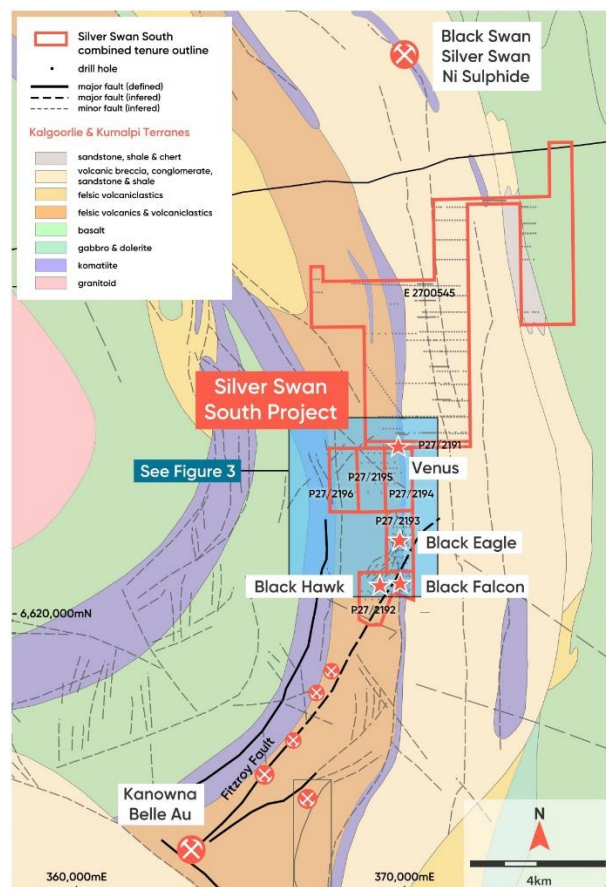 Silver Swan South
combined tenure outline
drill hole
major fault (defined)
major fault (infered)
minor fault (infered)
Kalgoorlie & Kurnalpi Terranes
sandstone, shale & chert
volcanic breccia, conglomerate,
sandstone & shale
felsic volcaniclastics
felsic volcanics & volcaniclastics
basalt
gabbro & dolerite
komatiite
granitoid
Black Swan
Silver Swan
Ni Sulphide
E 2700545
Silver Swan
South Project
See Figure 3
P27/2191
Venus
P27/2195
P27/2196
P27/2194
P27/2193
Black Eagle
Black Hawk
Black Falcon
P27/2192
6,620,000mN
Fitzroy Fault
Kanowna
Belle Au
N
4km
360,000mE
370,000mE